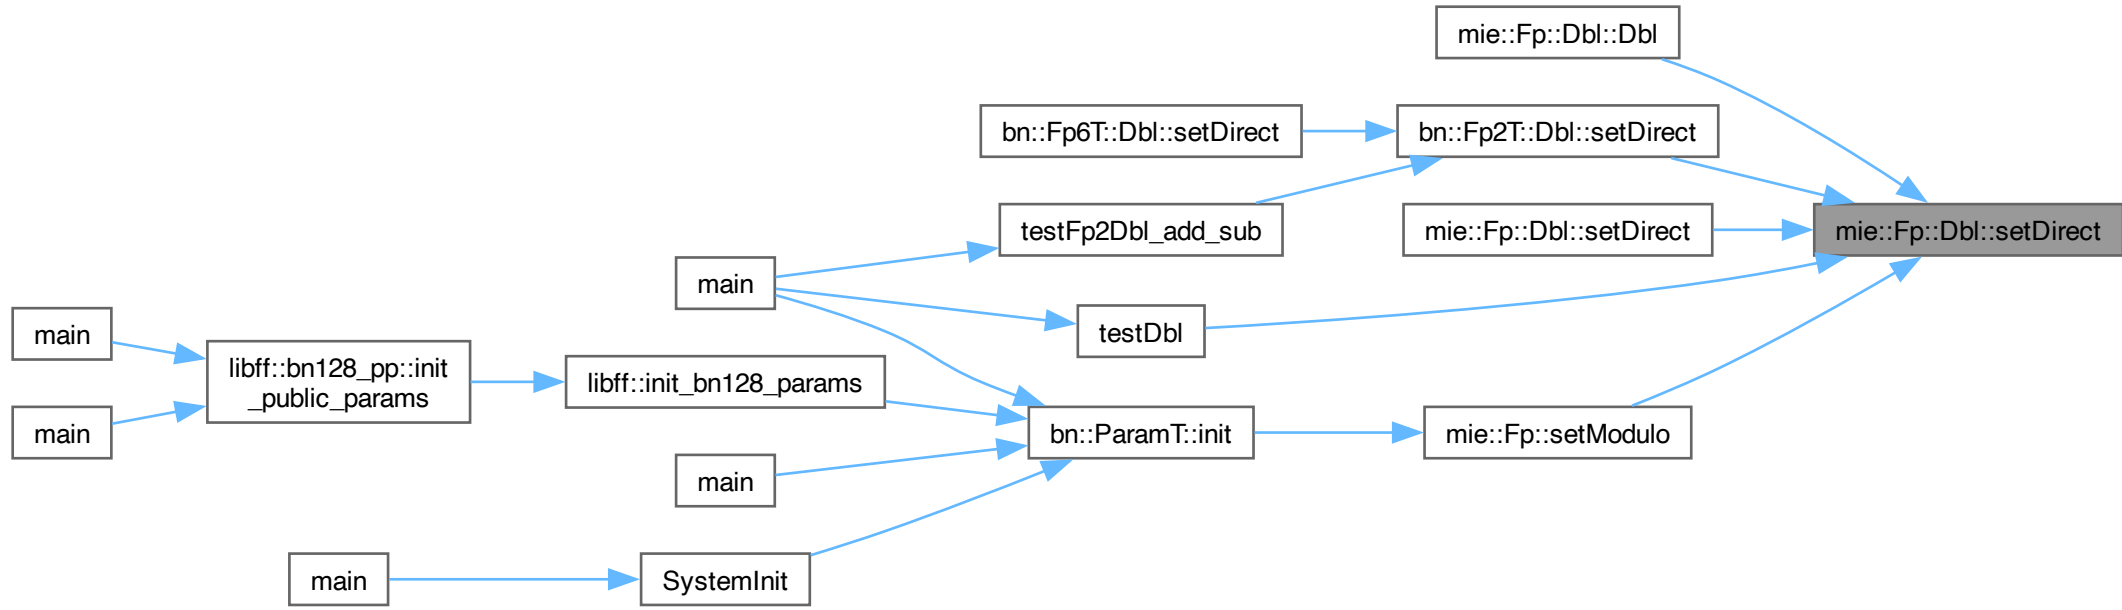 mie::Fp::Dbl::Dbl
bn::Fp6T::Dbl::setDirect
bn::Fp2T::Dbl::setDirect
testFp2Dbl_add_sub
mie::Fp::Dbl::setDirect
mie::Fp::Dbl::setDirect
main
testDbl
main
libff::bn128_pp::init
_public_params
libff::init_bn128_params
main
bn::ParamT::init
mie::Fp::setModulo
main
main
SystemInit